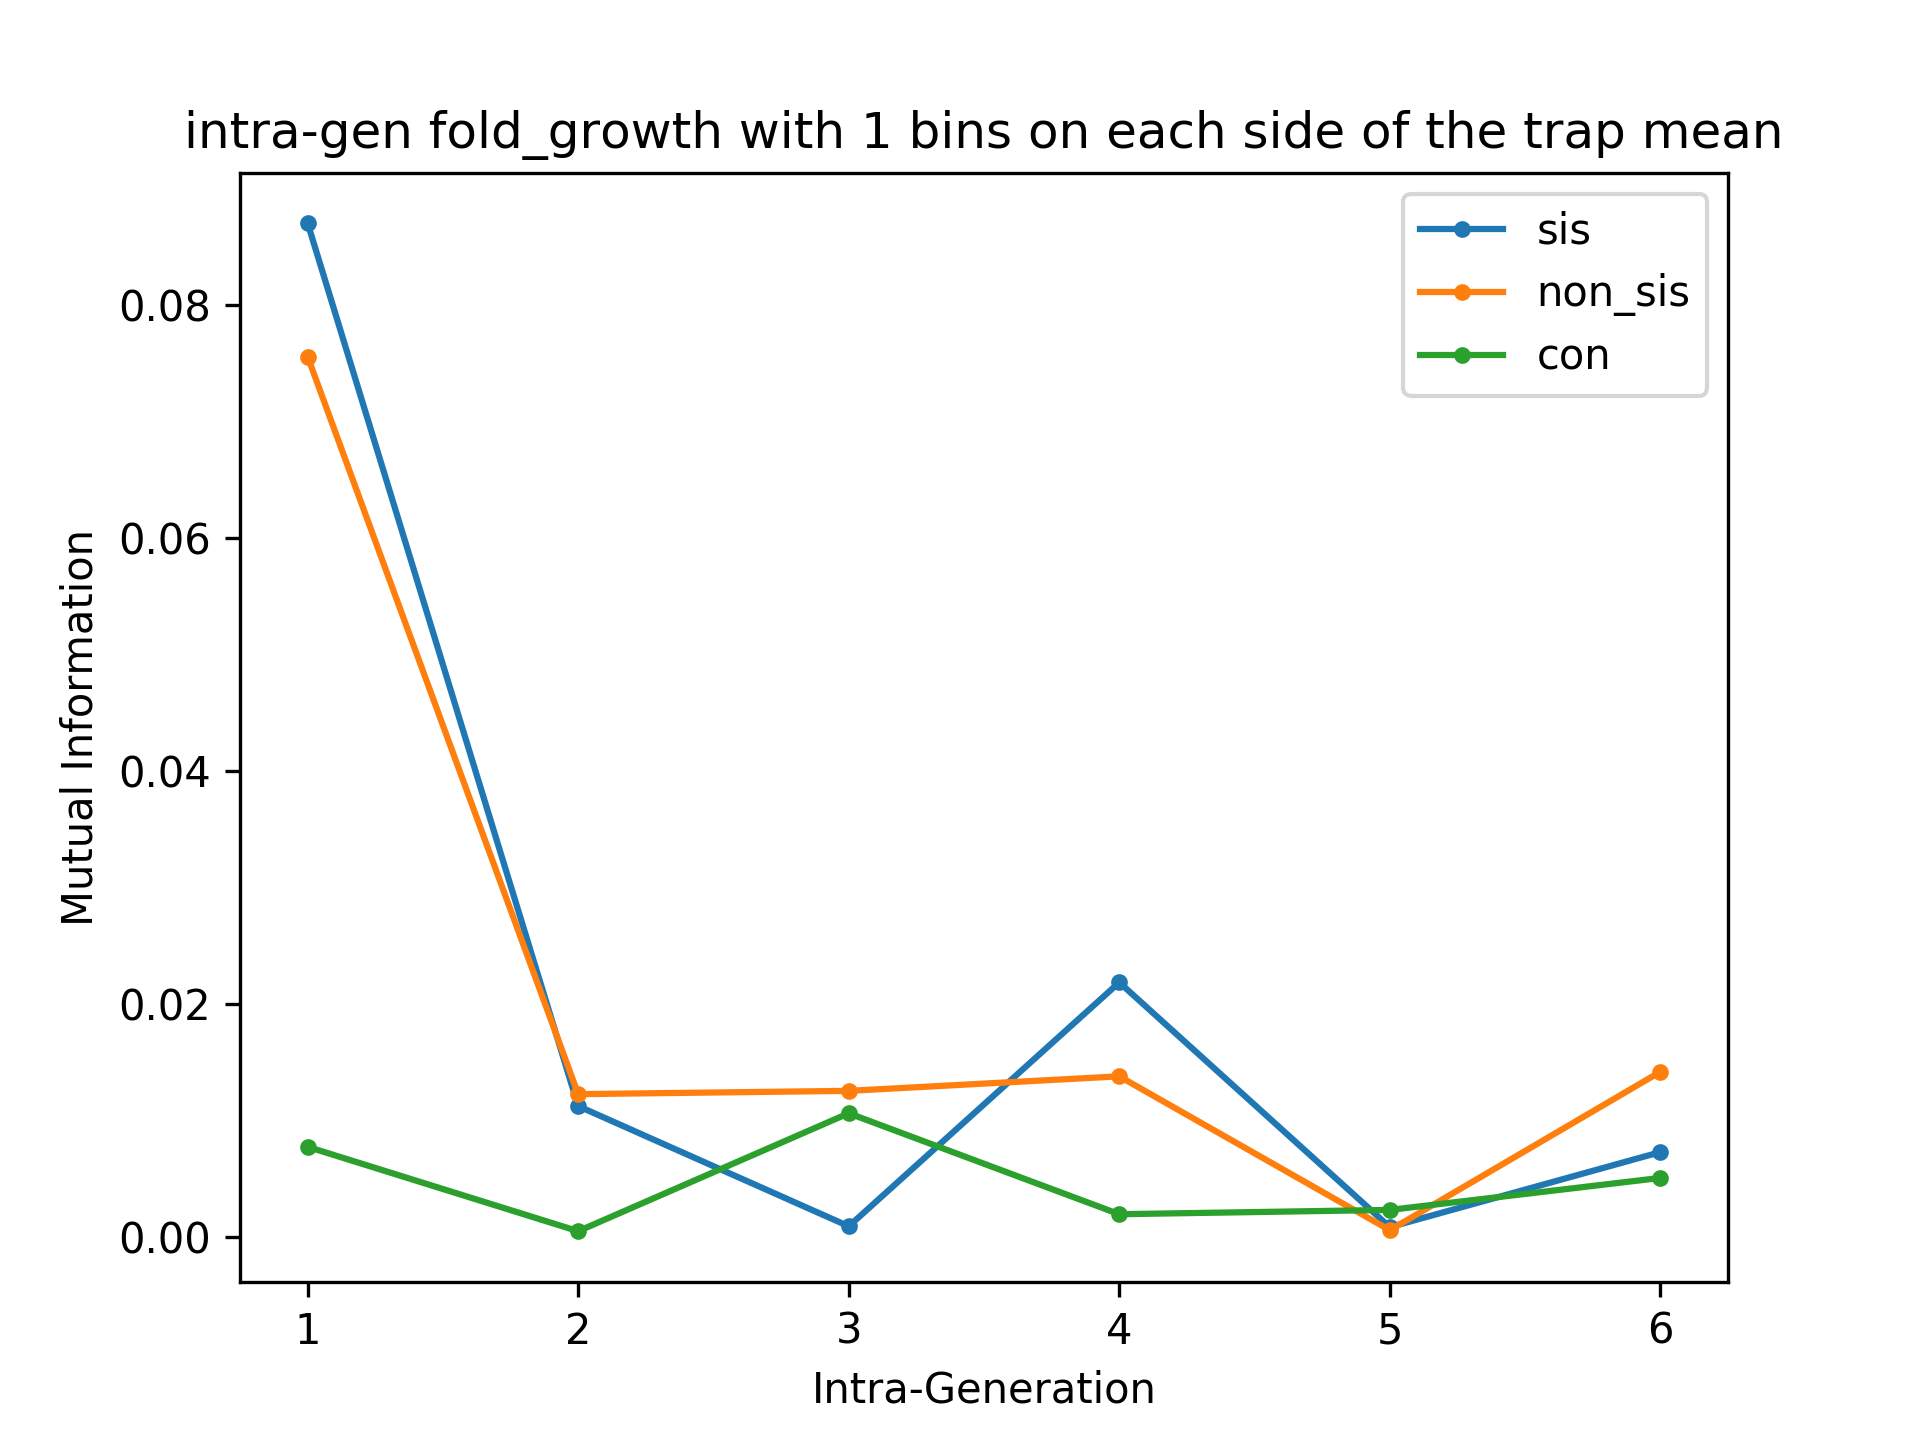 intra-gen fold_growth with 1 bins on each side of the trap mean
sis
non_sis
con
Mutual Information
0.08
0.06
0.04
0.02
0.00
1 2 3 4 5 6
Intra-Generation